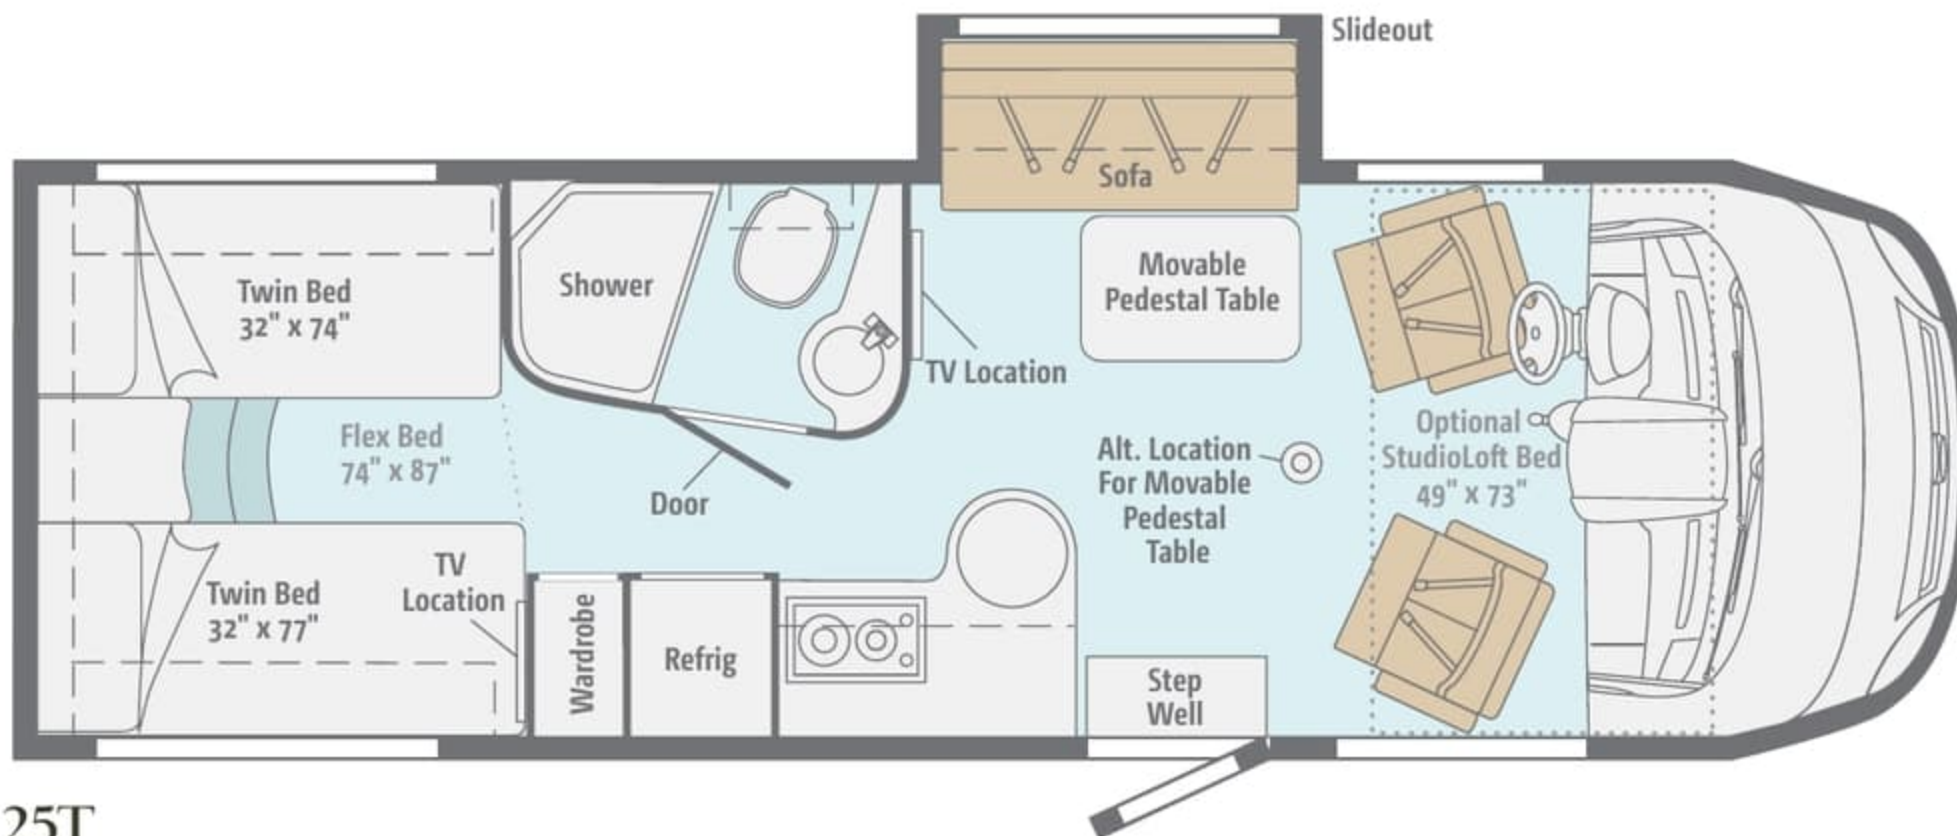 Slideout
Sofa
Twin Bed
32" x 74"
Shower
Movable
Pedestal Table
TV Location
Flex Bed
74" x 87"
Door
Alt. Location
For Movable
Pedestal
Table
Optional
StudioLoft Bed
49" x 73"
Twin Bed
32" x 77"
TV
Location
Wardrobe
Refrig
Step
Well
25T